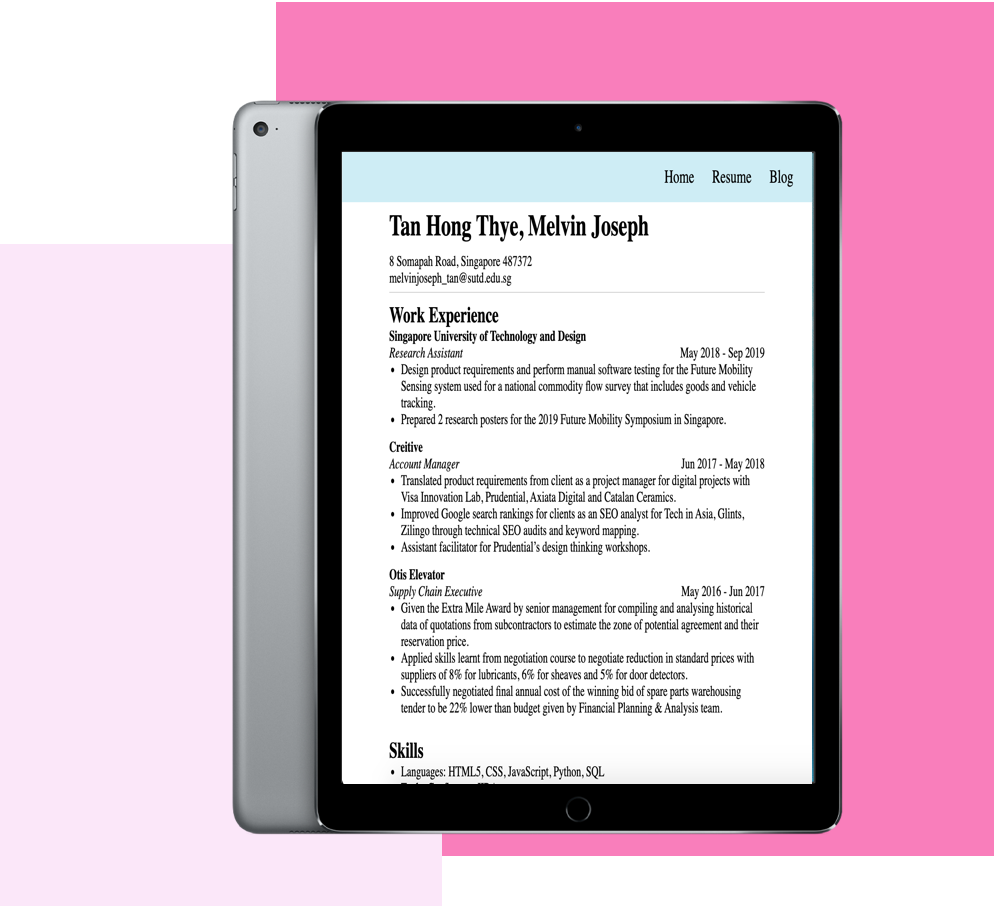 Home Resume Blog
Tan Hong Thye, Melvin Joseph
8 Somapah Road, Singapore 487372
melvinjoseph_tan@sutd.edu.sg
Work Experience
Singapore University of Technology and Design
Research Assistant May 2018 - Sep 2019
• Design product requirements and perform manual software testing for the Future Mobility
Sensing system used for a national commodity flow survey that includes goods and vehicle
tracking.
• Prepared 2 research posters for the 2019 Future Mobility Symposium in Singapore.
Creitive
Account Manager Jun 2017 - May 2018
• Translated product requirements from client as a project manager for digital projects with
Visa Innovation Lab, Prudential, Axiata Digital and Catalan Ceramics.
• Improved Google search rankings for clients as an SEO analyst for Tech in Asia, Glints,
Zilingo through technical SEO audits and keyword mapping.
• Assistant facilitator for Prudential's design thinking workshops.
Otis Elevator
Supply Chain Executive May 2016 - Jun 2017
• Given the Extra Mile Award by senior management for compiling and analysing historical
data of quotations from subcontractors to estimate the zone of potential agreement and their
reservation price.
• Applied skills learnt from negotiation course to negotiate reduction in standard prices with
suppliers of 8% for lubricants, 6% for sheaves and 5% for door detectors.
• Successfully negotiated final annual cost of the winning bid of spare parts warehousing
tender to be 22% lower than budget given by Financial Planning & Analysis team.
Skills
• Languages: HTML5, CSS, JavaScript, Python, SQL